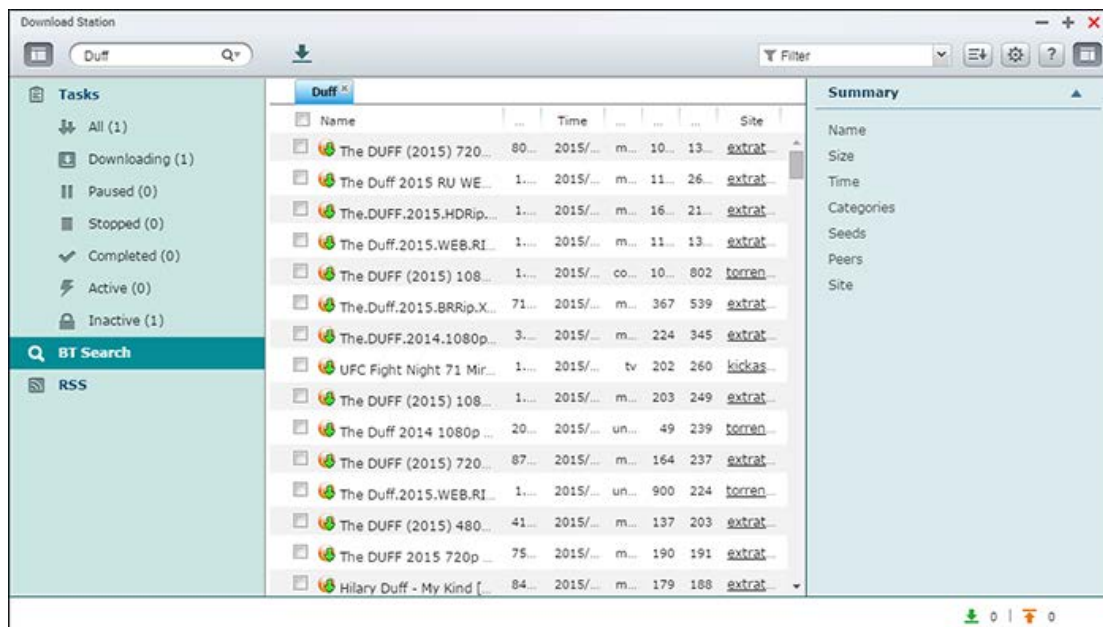 Download Station
Duff
Filter
?
Tasks
All (1)
Downloading (1)
Paused (0)
Stopped (0)
Completed (0)
Active (0)
Inactive (1)
BT Search
RSS
Duff
Name ... Time ... ... ... Site
The DUFF (2015) 720... 80... 2015/... m... 10... 13... extrat...
The Duff 2015 RU WE... 1.... 2015/... m... 11... 26... extrat...
The.DUFF.2015.HDRip.... 1.... 2015/... m... 16... 21... extrat...
The Duff.2015.WEB.RI... 1.... 2015/... m... 11... 13... extrat...
The DUFF (2015) 108... 1.... 2015/... co... 10... 802 torren...
The.Duff.2015.BRRip.X... 71... 2015/... m... 367 539 extrat...
The.DUFF.2014.1080p... 3.... 2015/... m... 224 345 extrat...
UFC Fight Night 71 Mir... 1.... 2015/... tv 202 260 kickas...
The DUFF (2015) 108... 1.... 2015/... m... 203 249 extrat...
The Duff 2014 1080p ... 20... 2015/... un... 49 239 torren...
The DUFF (2015) 720... 87... 2015/... m... 164 237 extrat...
The Duff.2015.WEB.RI... 1.... 2015/... un... 900 224 torren...
The DUFF (2015) 480... 41... 2015/... m... 137 203 extrat...
The DUFF 2015 720p ... 75... 2015/... m... 190 191 extrat...
Hilary Duff - My Kind [... 84... 2015/... m... 179 188 extrat...
Summary
Name
Size
Time
Categories
Seeds
Peers
Site
0 | 0